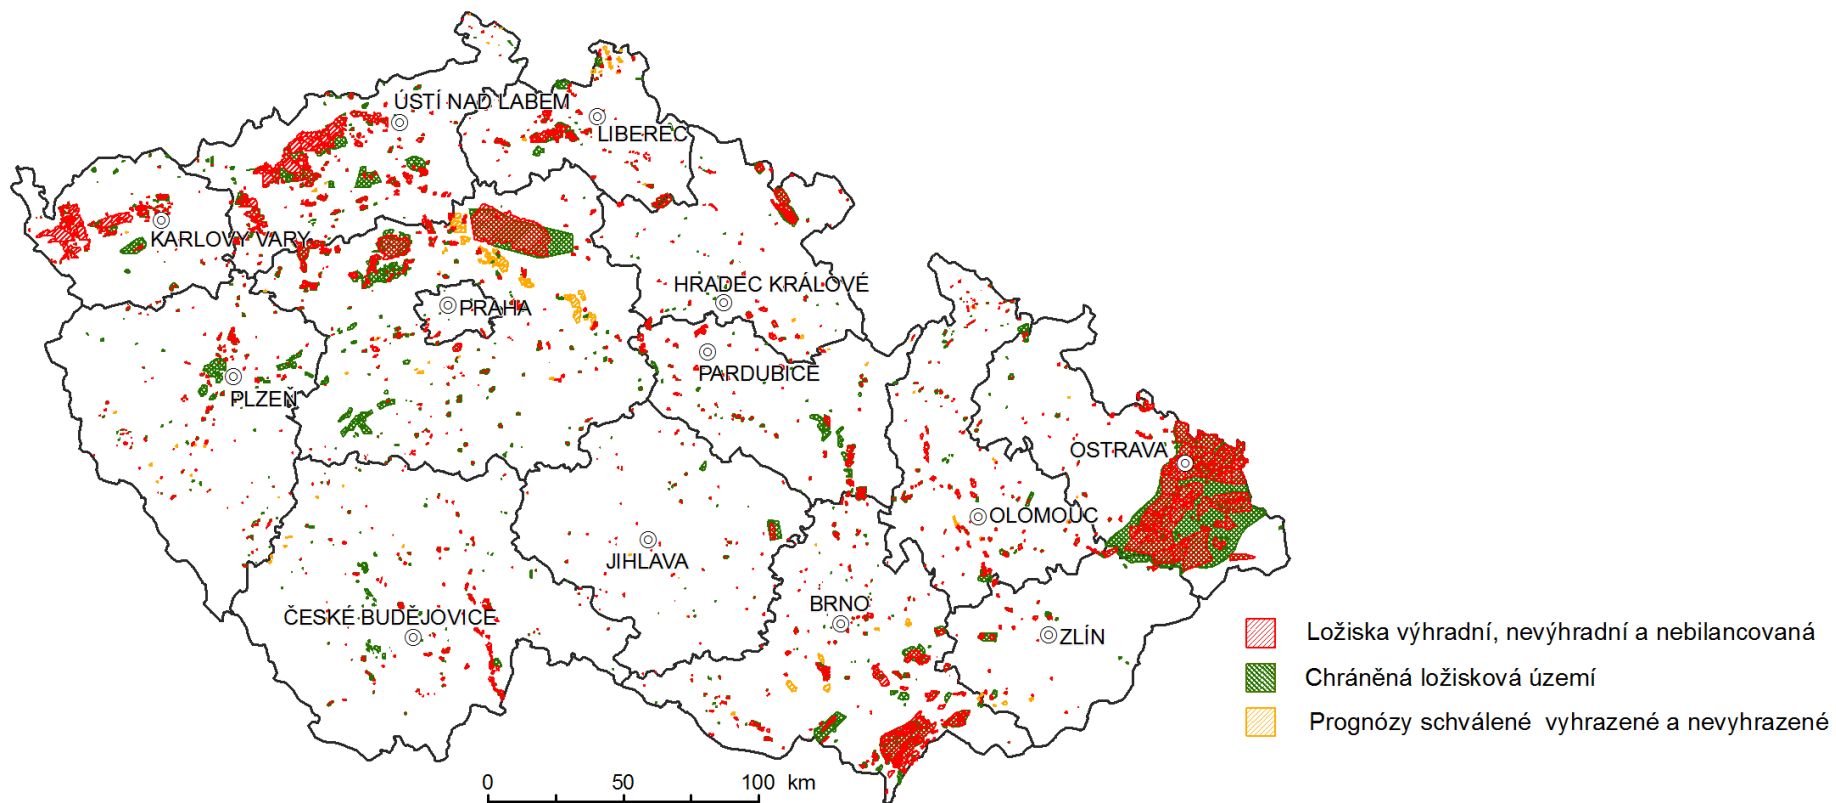 ÚSTÍ NAD LABEM
LIBEREC
KARLOVY VARY
HRADEC KRÁLOVÉ
PRAHA
PARDUBICE
PLZEŇ
OSTRAVA
OLOMOUC
JIHLAVA
BRNO
ČESKÉ BUDĚJOVICE
ZLÍN
Ložiska výhradní, nevýhradní a nebilancovaná
Chráněná ložisková území
Prognózy schválené vyhrazené a nevyhrazené
0 50 100 km